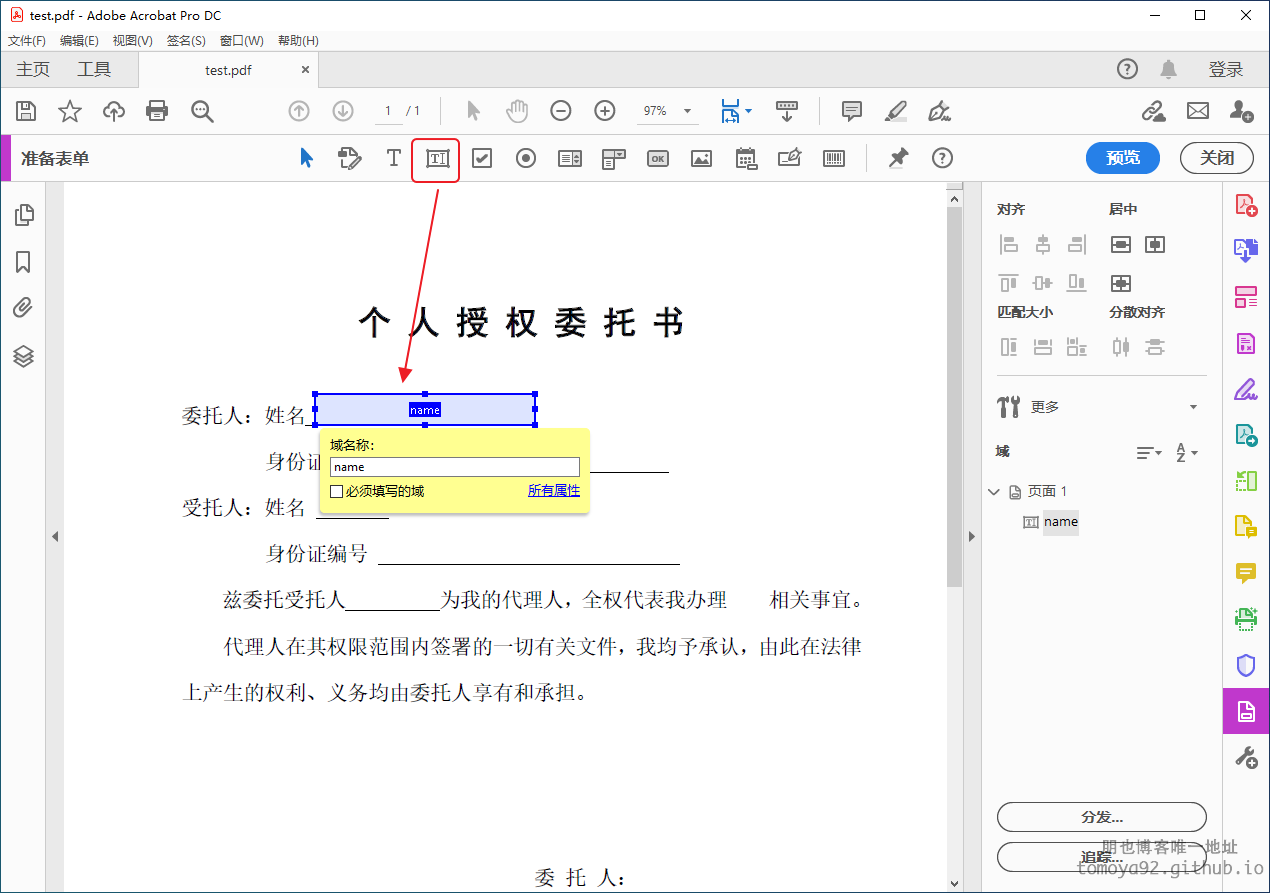 test.pdf - Adobe Acrobat Pro DC
文件(F) 编辑(E) 视图(V) 签名(S) 窗口(W) 帮助(H)
主页 工具 test.pdf × 登录
1 / 1 97%
准备表单 T TI OK 预览 关闭
对齐 居中
个人授权委托书
匹配大小 分散对齐
委托人：姓名 name
更多
域名称：
域
name
身份证
必须填写的域 所有属性
页面 1
受托人：姓名
name
身份证编号
兹委托受托人_________为我的代理人，全权代表我办理 相关事宜。
代理人在其权限范围内签署的一切有关文件，我均予承认，由此在法律
上产生的权利、义务均由委托人享有和承担。
分发...
朋也博客唯一地址
追踪...
tomoya92.github.io
委 托 人：